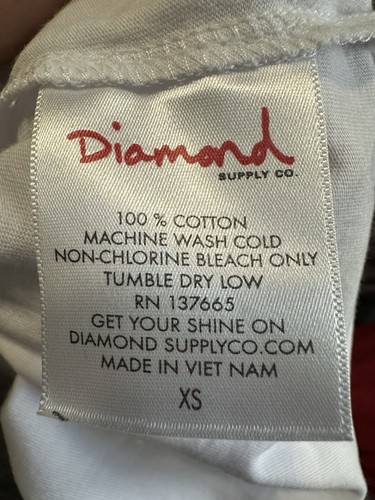 Diamond
SUPPLY CO.
100 % COTTON
MACHINE WASH COLD
NON-CHLORINE BLEACH ONLY
TUMBLE DRY LOW
RN 137665
GET YOUR SHINE ON
DIAMOND SUPPLYCO.COM
MADE IN VIET NAM
XS